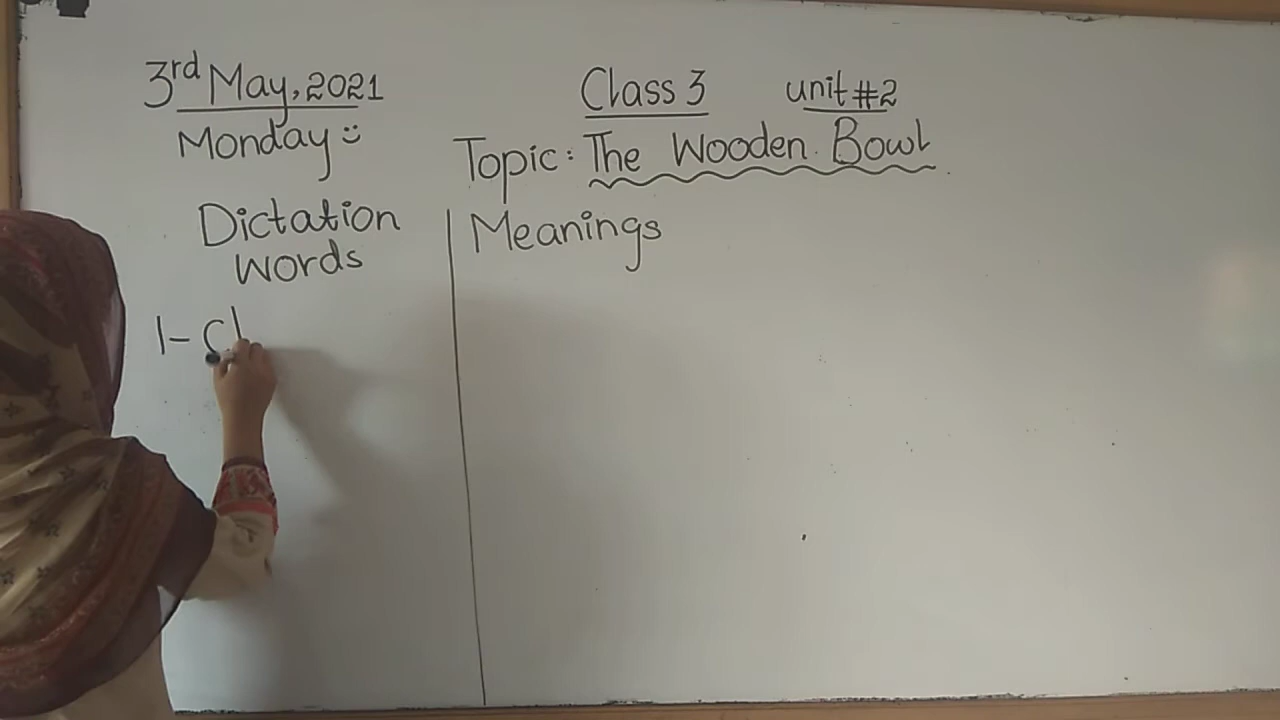 3rd May, 2021
Monday
Class 3
unit #2
Topic: The Wooden Bowl
Dictation
words
Meanings
1-